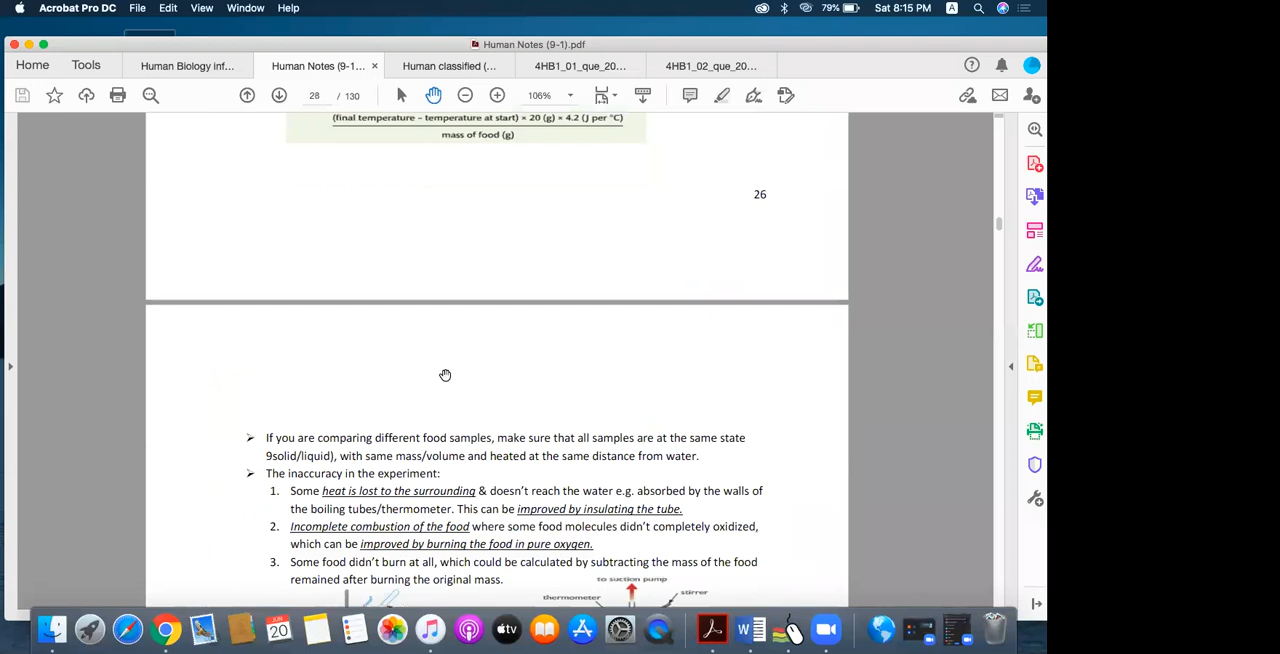 Acrobat Pro DC File Edit View Window Help 79% Sat 8:15 PM A
Human Notes (9-1).pdf
Home Tools Human Biology inf... Human Notes (9-1... × Human classified (... 4HB1_01_que_20... 4HB1_02_que_20...
28 / 130 106%
(final temperature – temperature at start) × 20 (g) × 4.2 (J per °C)
mass of food (g)
26
➢ If you are comparing different food samples, make sure that all samples are at the same state
9solid/liquid), with same mass/volume and heated at the same distance from water.
➢ The inaccuracy in the experiment:
1. Some heat is lost to the surrounding & doesn't reach the water e.g. absorbed by the walls of
the boiling tubes/thermometer. This can be improved by insulating the tube.
2. Incomplete combustion of the food where some food molecules didn't completely oxidized,
which can be improved by burning the food in pure oxygen.
3. Some food didn't burn at all, which could be calculated by subtracting the mass of the food
remained after burning the original mass.
to suction pump
thermometer
stirrer
JUN
20
tv
W